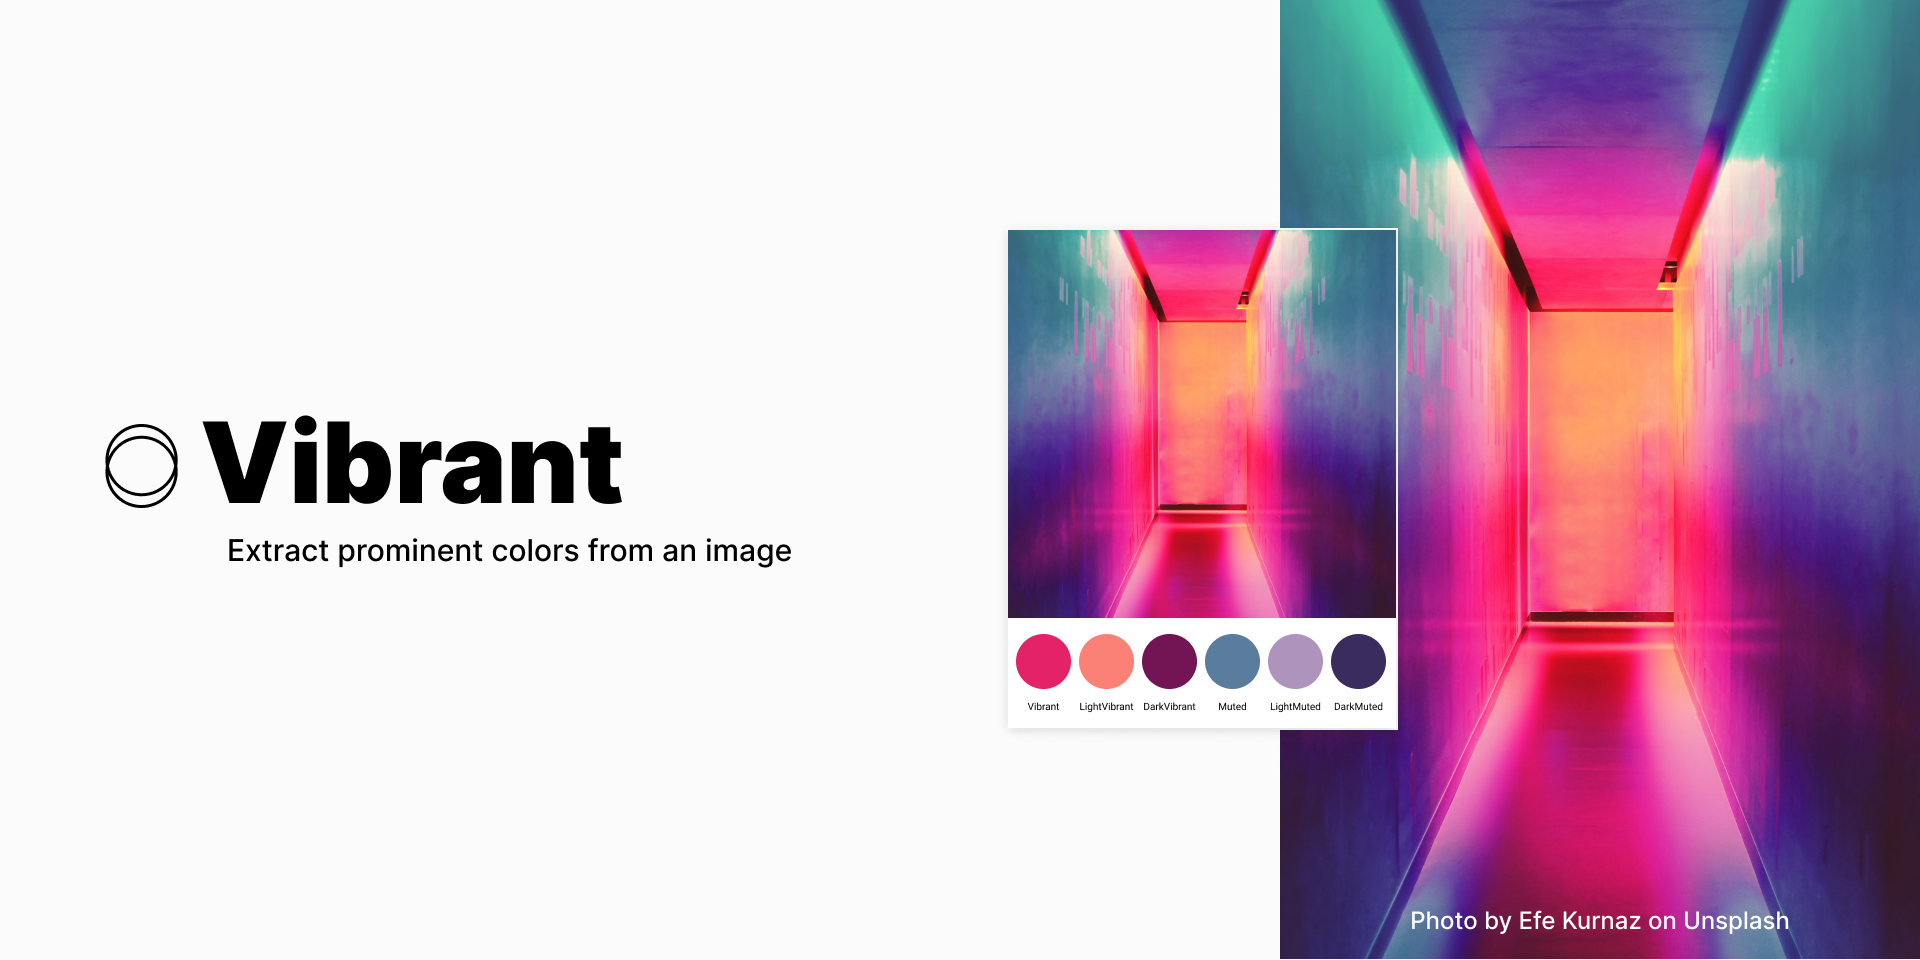 Vibrant
Extract prominent colors from an image
Vibrant LightVibrant DarkVibrant Muted LightMuted DarkMuted
Photo by Efe Kurnaz on Unsplash